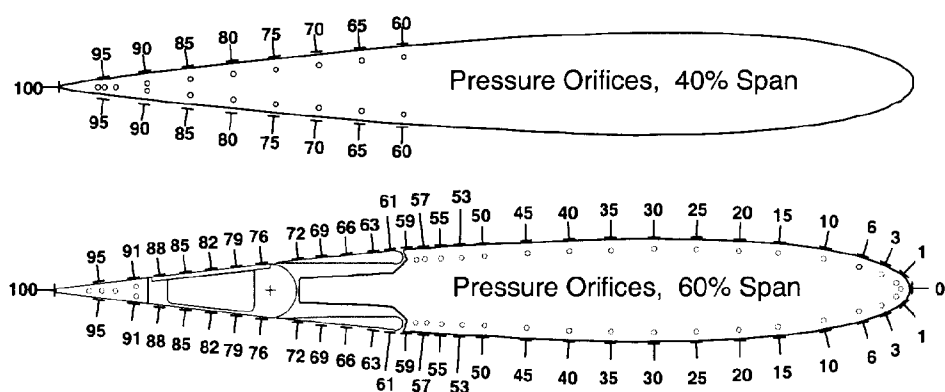 95 90 85 80 75 70 65 60
100 Pressure Orifices, 40% Span
95 90 85 80 75 70 65 60
95 91 88 85 82 79 76 72 69 66 63 61 59 57 55 53 50 45 40 35 30 25 20 15 10 6 3 1
100 Pressure Orifices, 60% Span 0
95 91 88 85 82 79 76 72 69 66 63 61 59 57 55 53 50 45 40 35 30 25 20 15 10 6 3 1